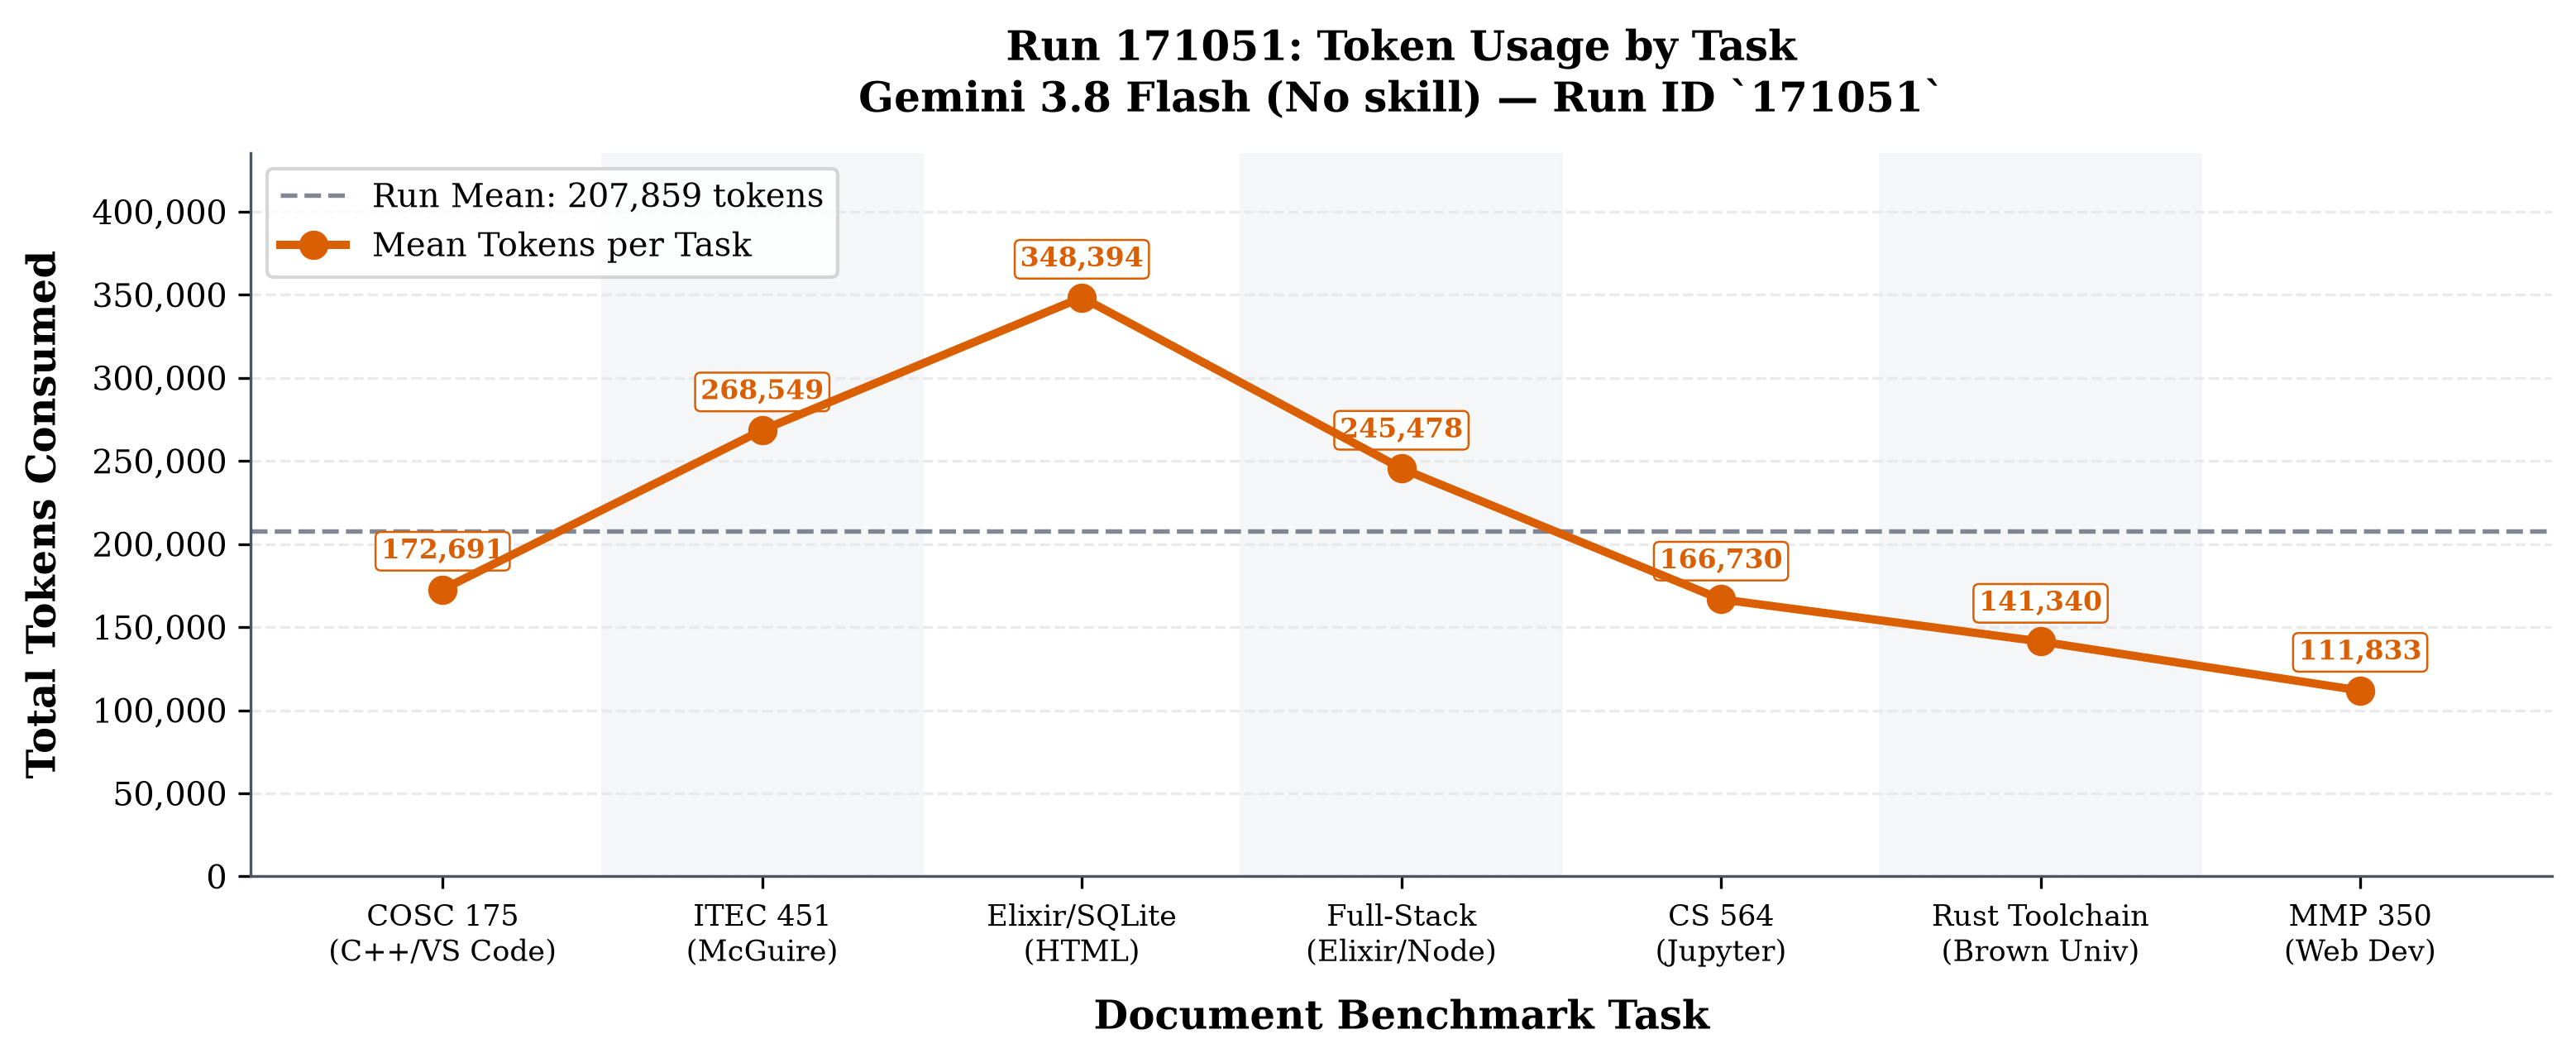 Run 171051: Token Usage by Task
Gemini 3.8 Flash (No skill) — Run ID `171051`
Run Mean: 207,859 tokens
Mean Tokens per Task
Total Tokens Consumed
400,000
350,000
300,000
250,000
200,000
150,000
100,000
50,000
0
172,691
268,549
348,394
245,478
166,730
141,340
111,833
COSC 175
(C++/VS Code)
ITEC 451
(McGuire)
Elixir/SQLite
(HTML)
Full-Stack
(Elixir/Node)
CS 564
(Jupyter)
Rust Toolchain
(Brown Univ)
MMP 350
(Web Dev)
Document Benchmark Task